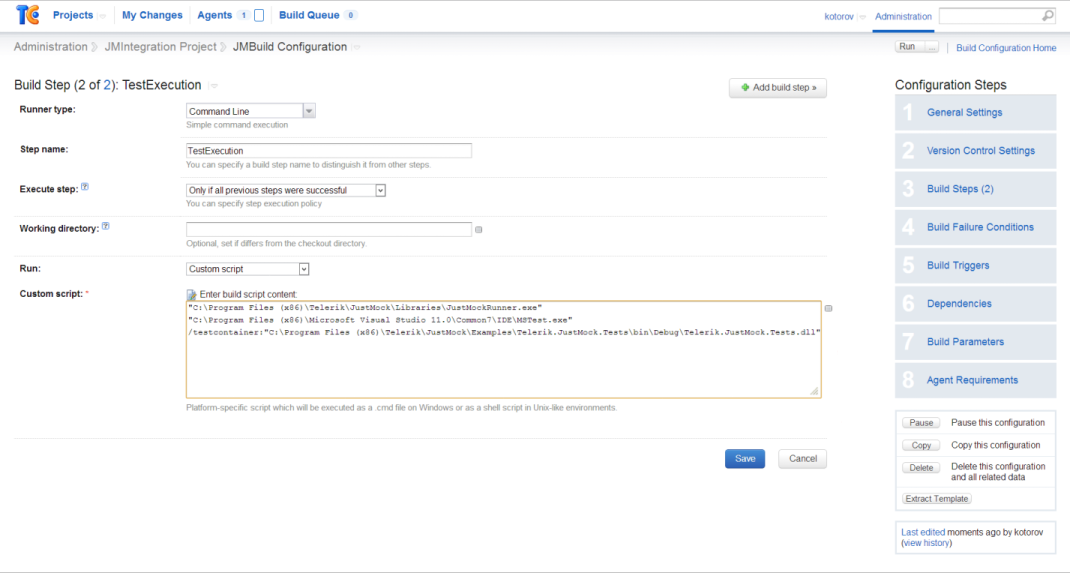 TC Projects My Changes Agents 1 Build Queue 0 kotorov Administration
Administration JMIntegration Project JMBuild Configuration Run ... Build Configuration Home
Build Step (2 of 2): TestExecution Add build step »
Runner type: Command Line
Simple command execution
Step name: TestExecution
You can specify a build step name to distinguish it from other steps.
Execute step: ? Only if all previous steps were successful
You can specify step execution policy
Working directory: ?
Optional, set if differs from the checkout directory.
Run: Custom script
Custom script: * Enter build script content:
"C:\Program Files (x86)\Telerik\JustMock\Libraries\JustMockRunner.exe"
"C:\Program Files (x86)\Microsoft Visual Studio 11.0\Common7\IDE\MSTest.exe"
/testcontainer:"C:\Program Files (x86)\Telerik\JustMock\Examples\Telerik.JustMock.Tests\bin\Debug\Telerik.JustMock.Tests.dll"
Platform-specific script which will be executed as a .cmd file on Windows or as a shell script in Unix-like environments.
Save Cancel
Configuration Steps
1 General Settings
2 Version Control Settings
3 Build Steps (2)
4 Build Failure Conditions
5 Build Triggers
6 Dependencies
7 Build Parameters
8 Agent Requirements
Pause Pause this configuration
Copy Copy this configuration
Delete Delete this configuration
and all related data
Extract Template
Last edited moments ago by kotorov
(view history)